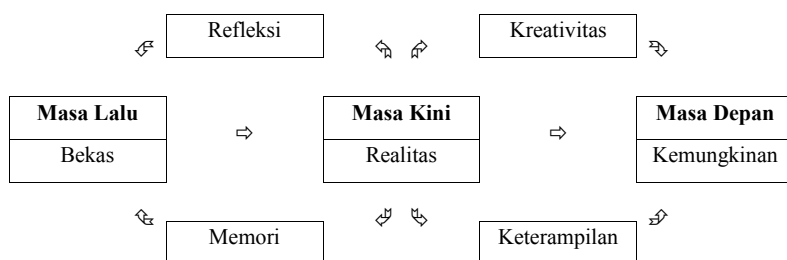 Refleksi
Kreativitas
Masa Lalu
Masa Kini
Masa Depan
Bekas
Realitas
Kemungkinan
Memori
Keterampilan